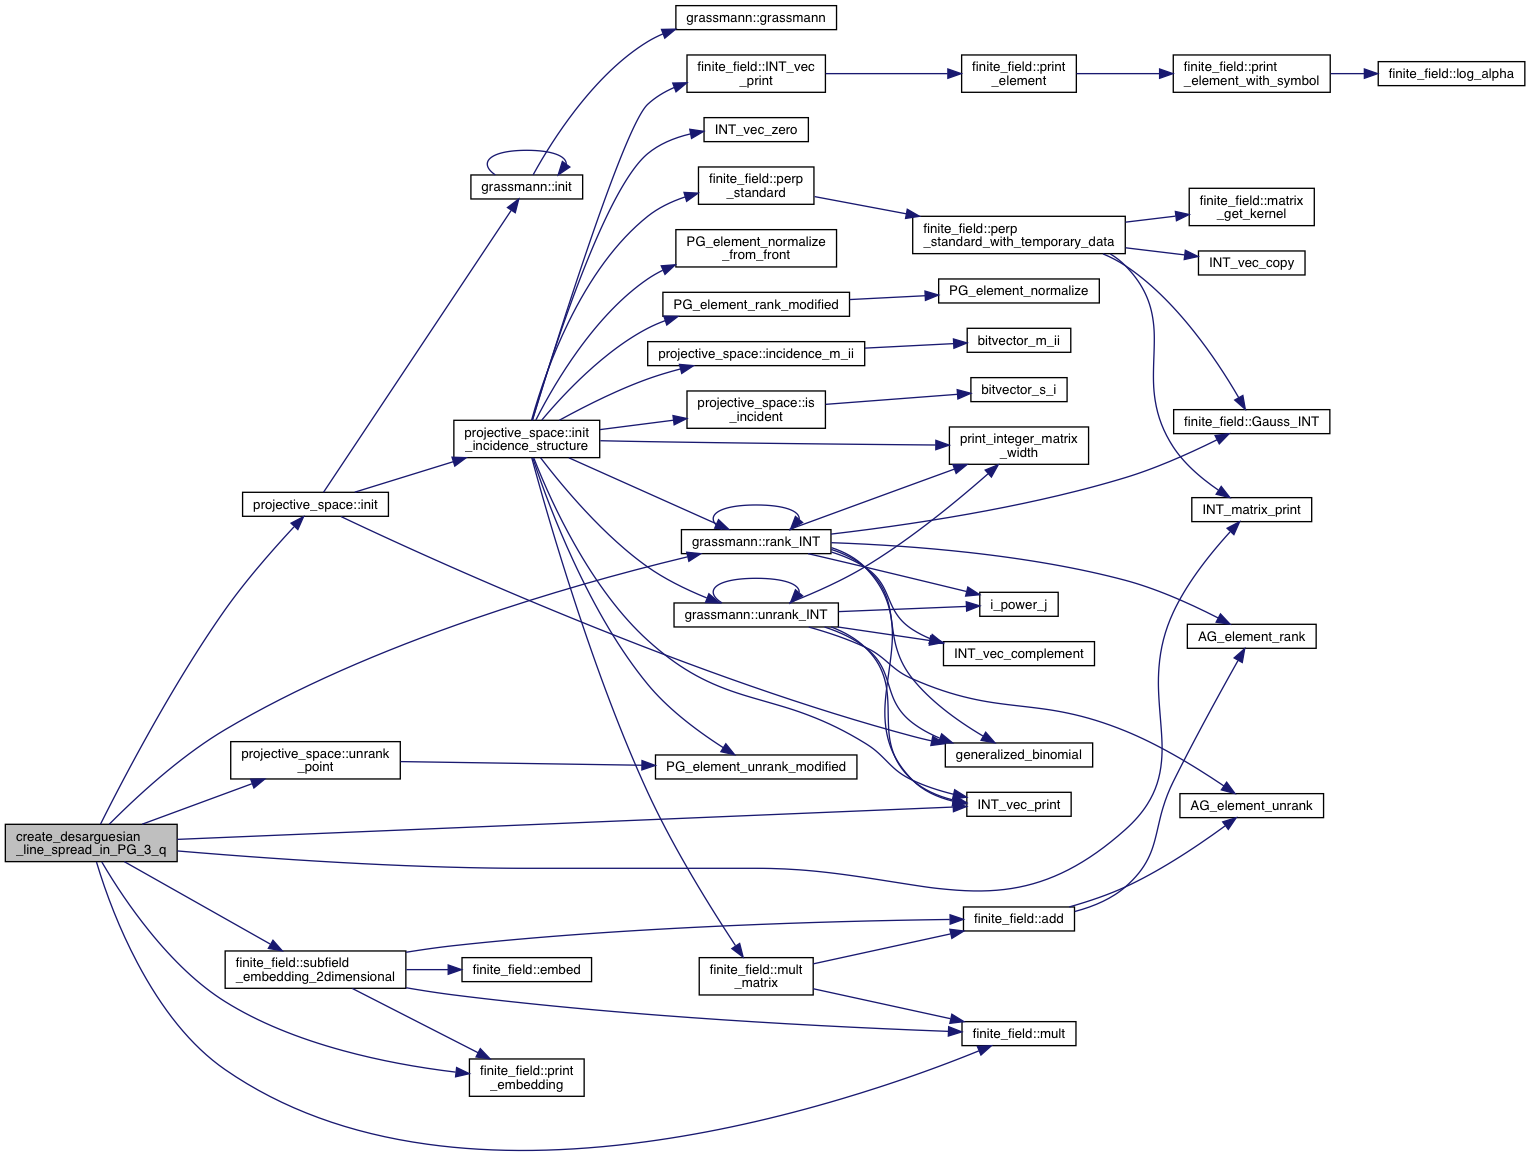 grassmann::grassmann
finite_field::INT_vec
_print
finite_field::print
_element
finite_field::print
_element_with_symbol
finite_field::log_alpha
INT_vec_zero
grassmann::init
finite_field::perp
_standard
finite_field::perp
_standard_with_temporary_data
finite_field::matrix
_get_kernel
INT_vec_copy
PG_element_normalize
_from_front
PG_element_rank_modified
PG_element_normalize
projective_space::incidence_m_ii
bitvector_m_ii
projective_space::is
_incident
bitvector_s_i
finite_field::Gauss_INT
projective_space::init
_incidence_structure
print_integer_matrix
_width
projective_space::init
INT_matrix_print
grassmann::rank_INT
grassmann::unrank_INT
i_power_j
AG_element_rank
INT_vec_complement
projective_space::unrank
_point
PG_element_unrank_modified
generalized_binomial
INT_vec_print
AG_element_unrank
create_desarguesian
_line_spread_in_PG_3_q
finite_field::add
finite_field::subfield
_embedding_2dimensional
finite_field::embed
finite_field::mult
_matrix
finite_field::mult
finite_field::print
_embedding